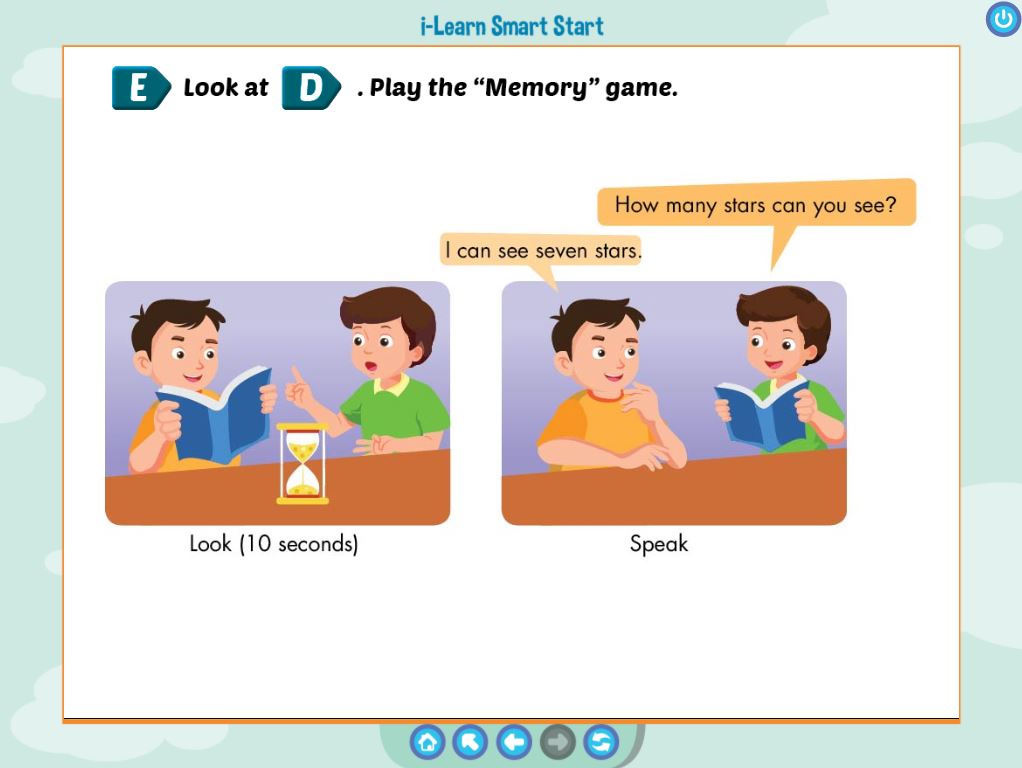 i-Learn Smart Start
E Look at D . Play the “Memory” game.
How many stars can you see?
I can see seven stars.
Look (10 seconds)
Speak